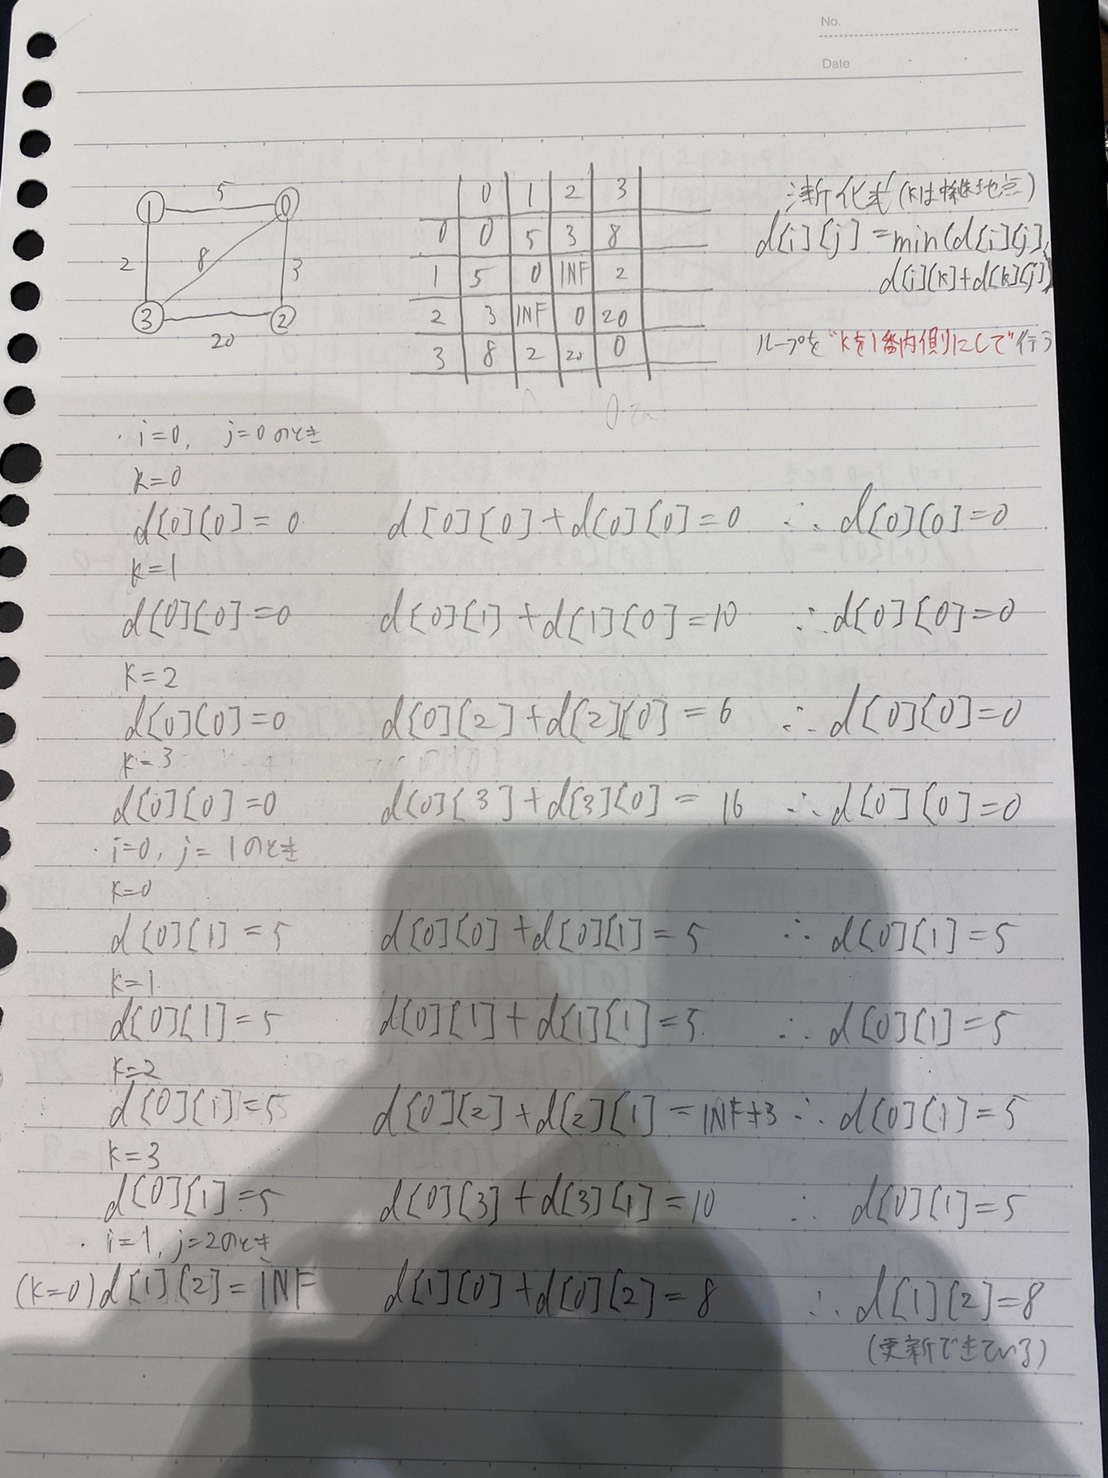 No.
Date
5
1 0
2 8 3
3 2
20
0 1 2 3
0 0 5 3 8
1 5 0 INF 2
2 3 INF 0 20
3 8 2 20 0
漸化式(kは経由地点)
d[i][j]=min(d[i][j],
d[i][k]+d[k][j])
ループを"kを1番内側にして"行う
・i=0, j=0のとき
k=0
d[0][0]=0 d[0][0]+d[0][0]=0 ∴d[0][0]=0
k=1
d[0][0]=0 d[0][1]+d[1][0]=10 ∴d[0][0]=0
k=2
d[0][0]=0 d[0][2]+d[2][0]=6 ∴d[0][0]=0
k=3
d[0][0]=0 d[0][3]+d[3][0]=16 ∴d[0][0]=0
・i=0, j=1のとき
k=0
d[0][1]=5 d[0][0]+d[0][1]=5 ∴d[0][1]=5
k=1
d[0][1]=5 d[0][1]+d[1][1]=5 ∴d[0][1]=5
k=2
d[0][1]=5 d[0][2]+d[2][1]=INF+3 ∴d[0][1]=5
k=3
d[0][1]=5 d[0][3]+d[3][1]=10 ∴d[0][1]=5
・i=1, j=2のとき
(k=0)d[1][2]=INF d[1][0]+d[0][2]=8 ∴d[1][2]=8
(更新できている)